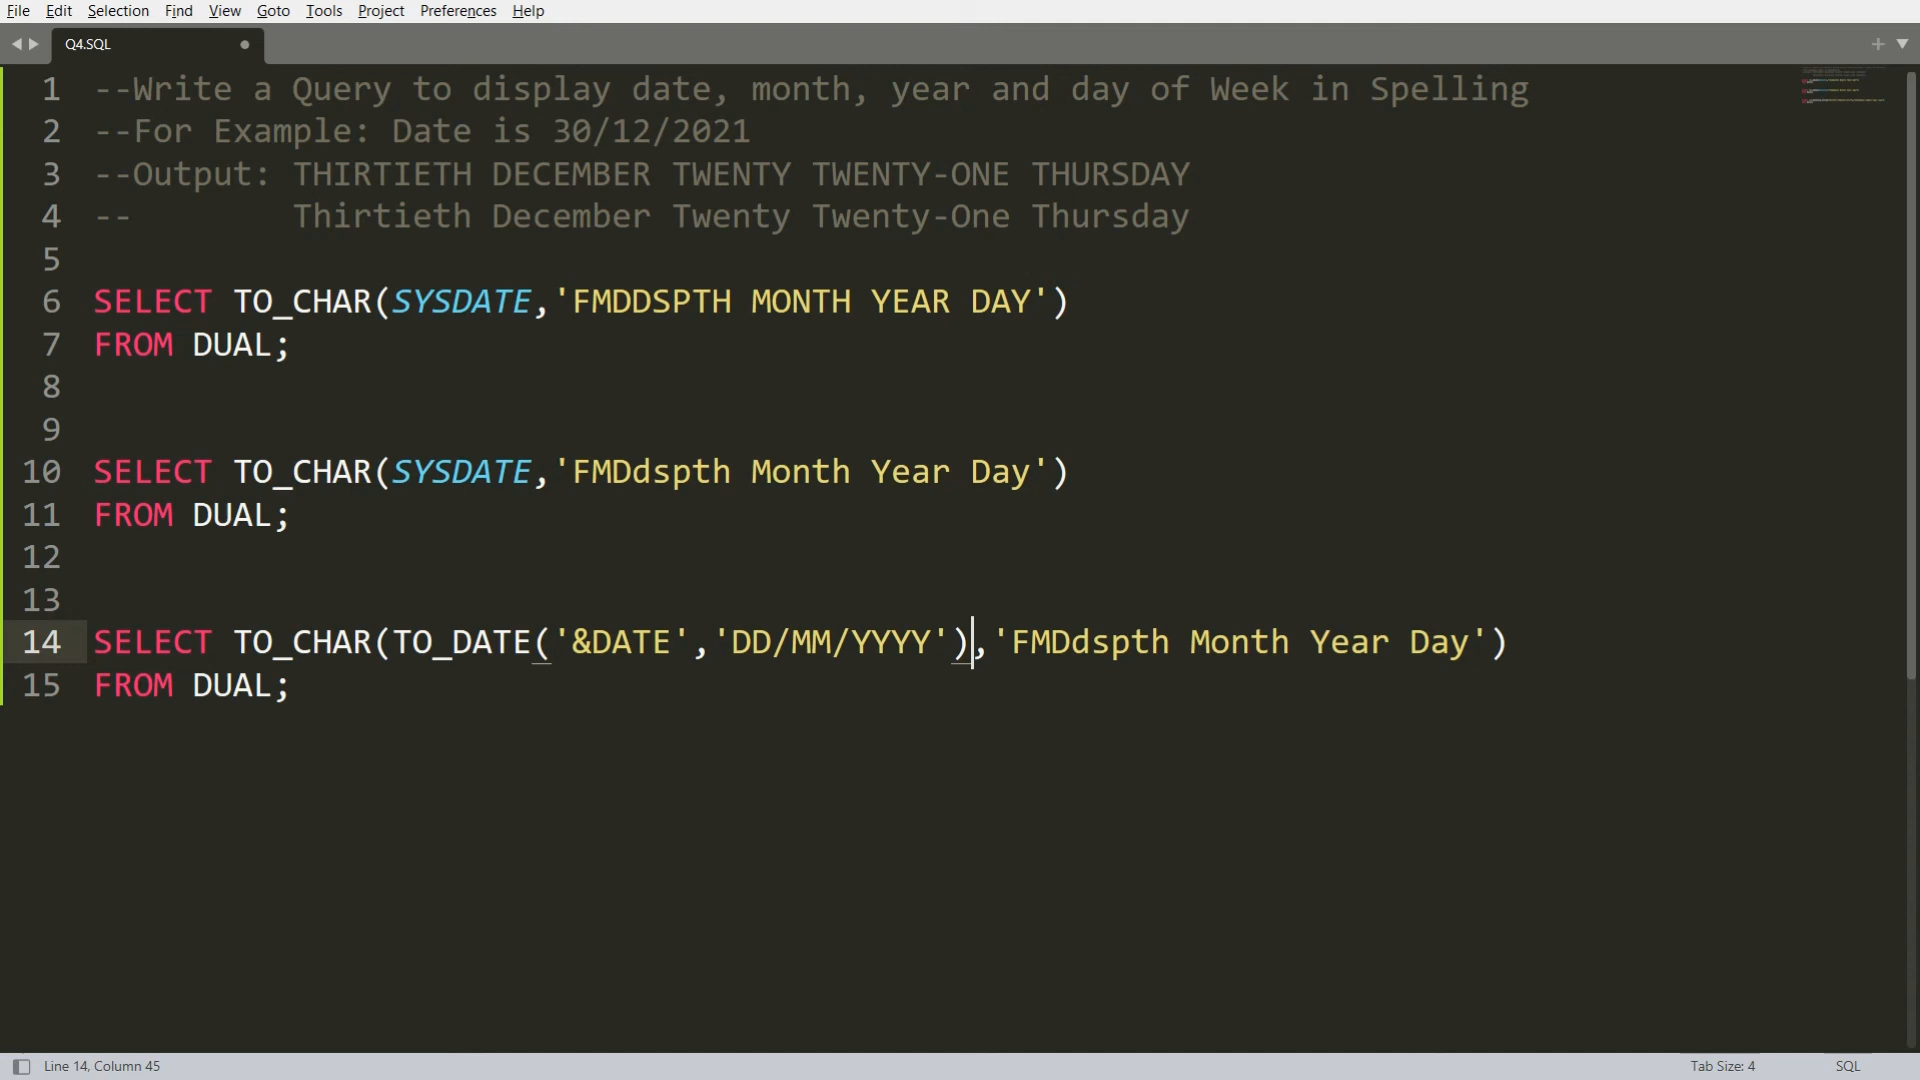 File Edit Selection Find View Goto Tools Project Preferences Help
Q4.SQL
1 --Write a Query to display date, month, year and day of Week in Spelling
2 --For Example: Date is 30/12/2021
3 --Output: THIRTIETH DECEMBER TWENTY TWENTY-ONE THURSDAY
4 --        Thirtieth December Twenty Twenty-One Thursday
5
6 SELECT TO_CHAR(SYSDATE,'FMDDSPTH MONTH YEAR DAY')
7 FROM DUAL;
8
9
10 SELECT TO_CHAR(SYSDATE,'FMDdspth Month Year Day')
11 FROM DUAL;
12
13
14 SELECT TO_CHAR(TO_DATE('&DATE','DD/MM/YYYY'),'FMDdspth Month Year Day')
15 FROM DUAL;
Line 14, Column 45 Tab Size: 4 SQL